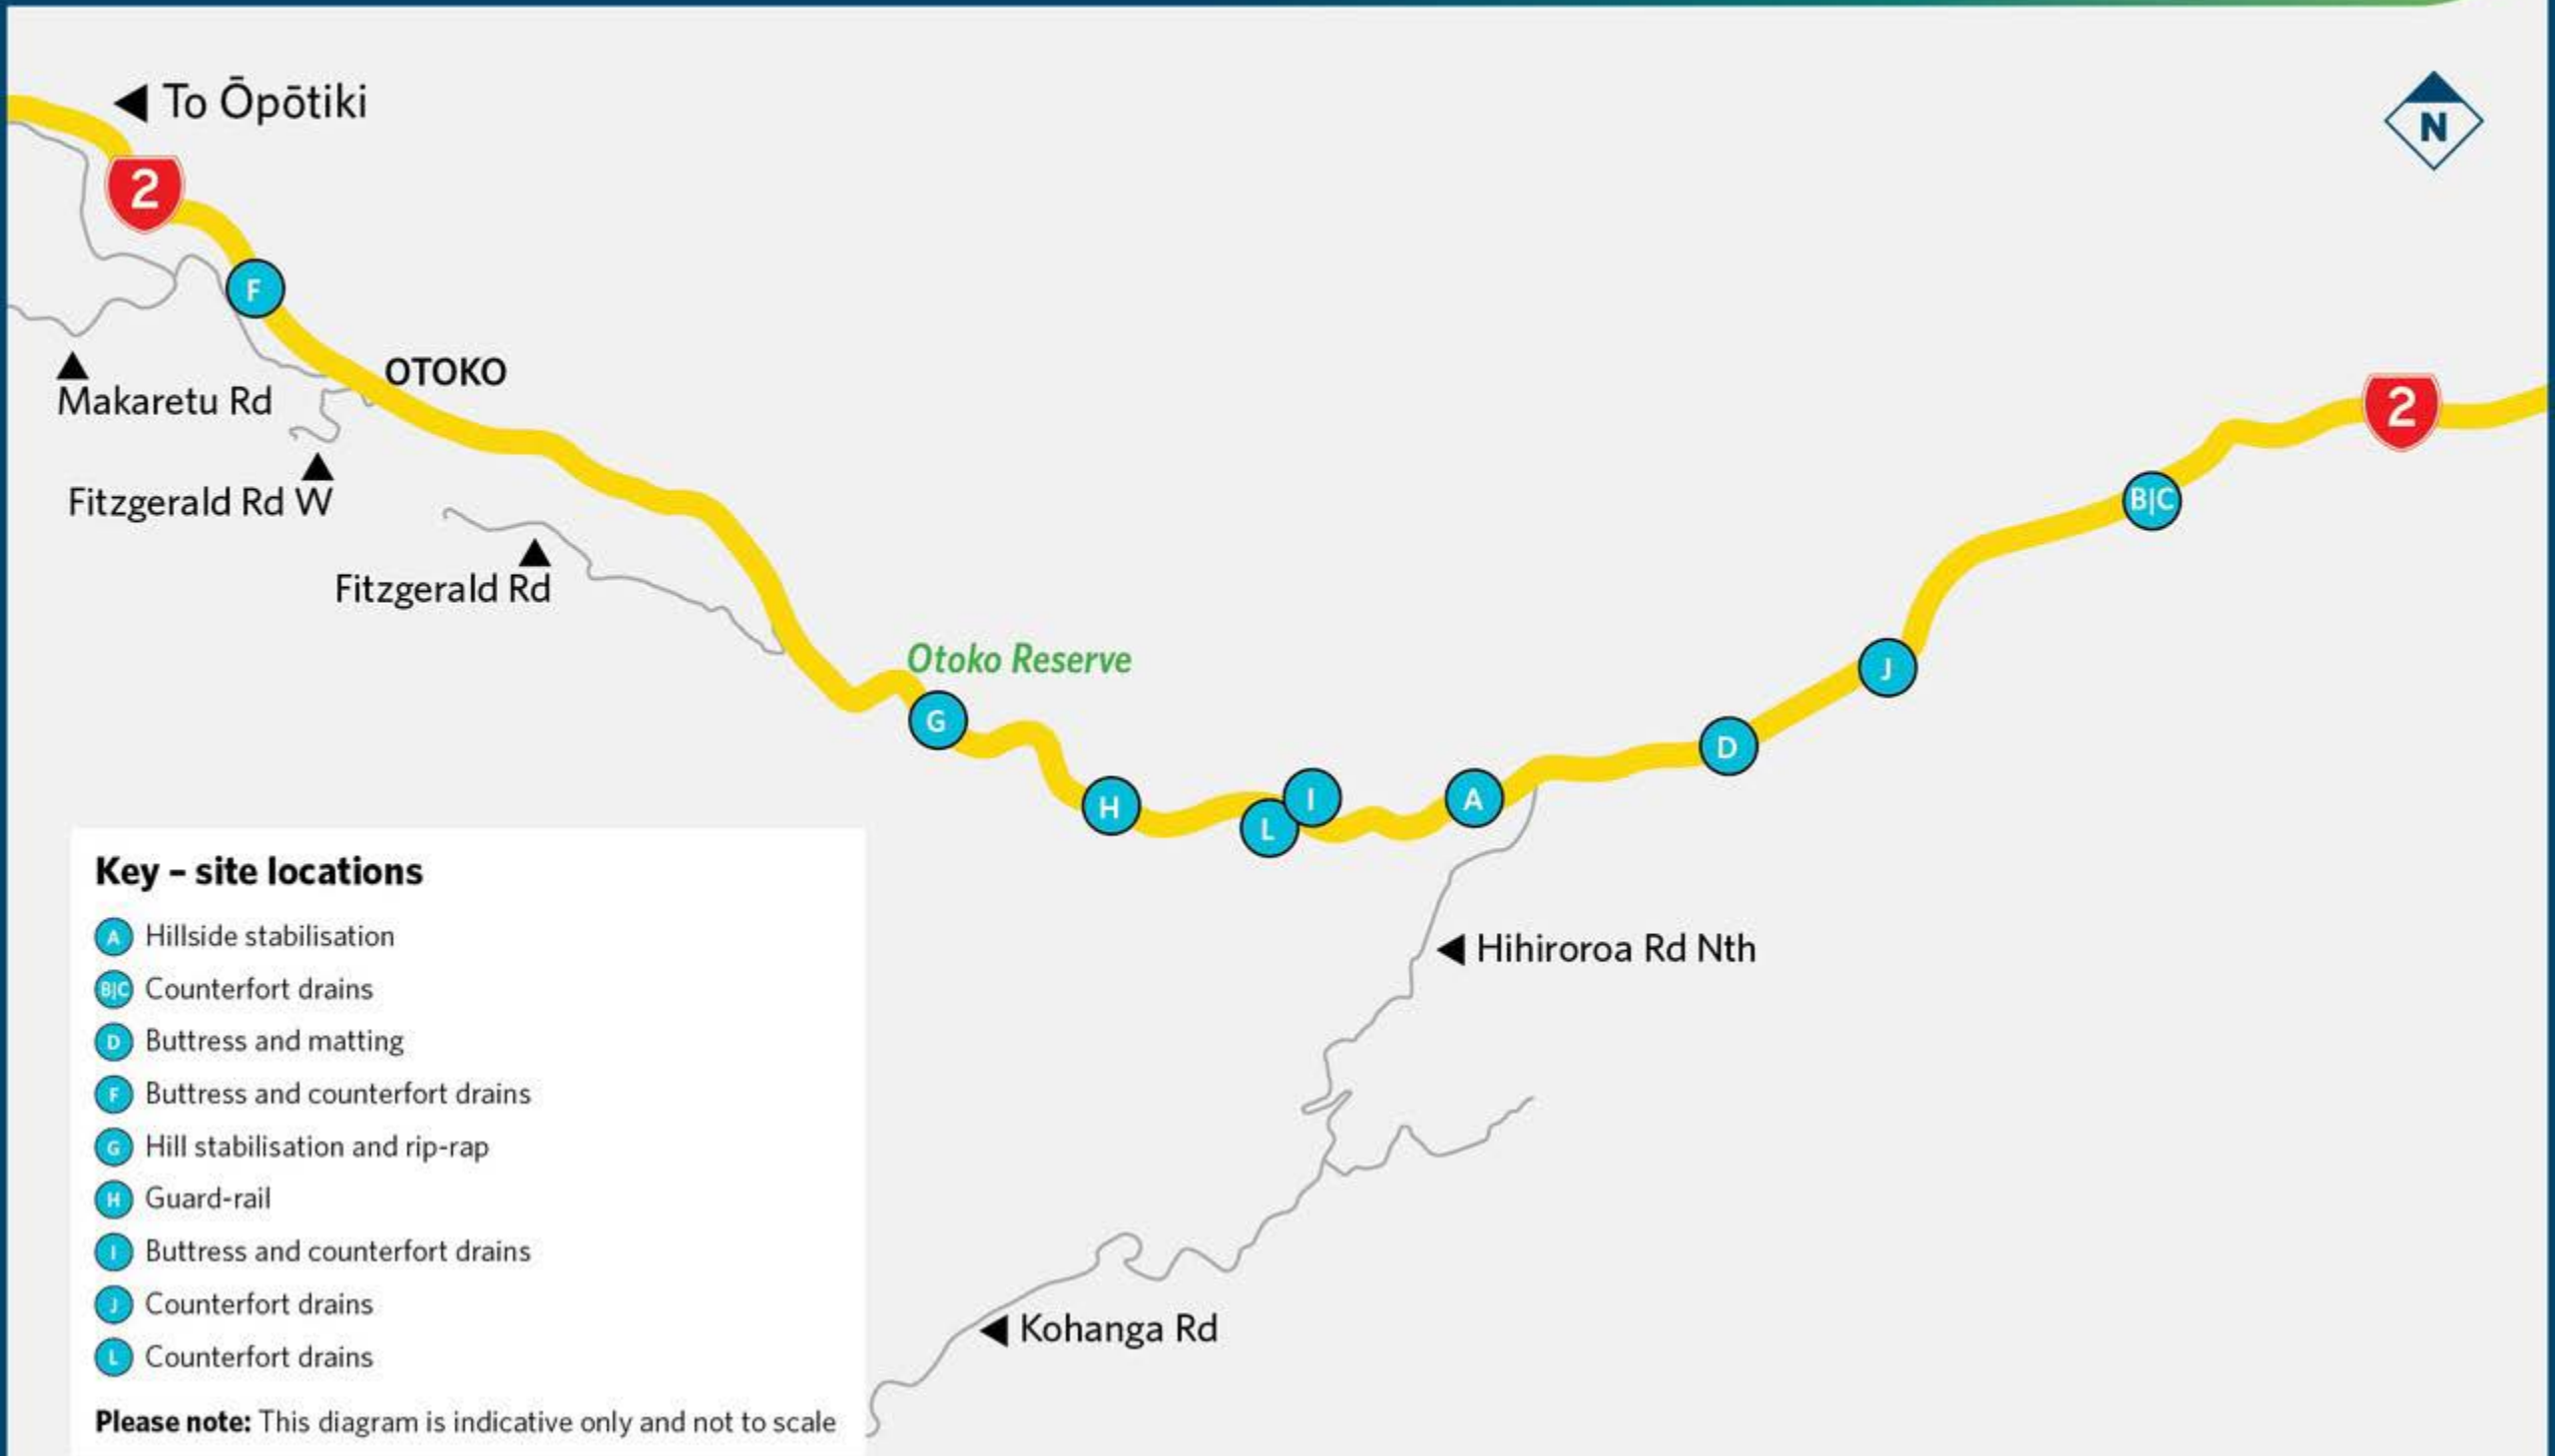 To Ōpōtiki
N
2
F
OTOKO
Makaretu Rd
2
Fitzgerald Rd W
B|C
Fitzgerald Rd
Otoko Reserve
J
G
D
H
I
A
L
Hihiroroa Rd Nth
Kohanga Rd
Key – site locations
A Hillside stabilisation
B|C Counterfort drains
D Buttress and matting
F Buttress and counterfort drains
G Hill stabilisation and rip-rap
H Guard-rail
I Buttress and counterfort drains
J Counterfort drains
L Counterfort drains
Please note: This diagram is indicative only and not to scale